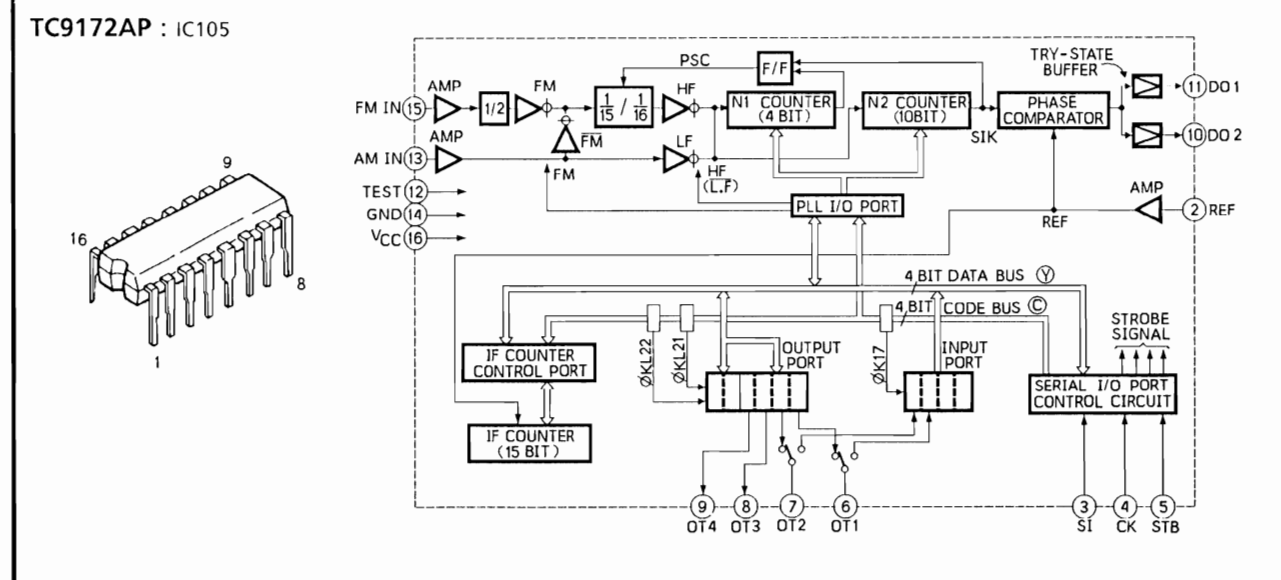 TC9172AP : IC105
9
16
8
1
FM IN 15
AMP
1/2
FM
PSC
1/15 / 1/16
HF
F/F
N1 COUNTER
(4 BIT)
N2 COUNTER
(10BIT)
SIK
PHASE
COMPARATOR
TRY-STATE
BUFFER
11 DO1
10 DO2
AMP
AM IN 13
FM
FM
LF
HF
(L.F)
TEST 12
GND 14
VCC 16
PLL I/O PORT
REF
AMP
2 REF
4 BIT DATA BUS Y
4 BIT CODE BUS C
STROBE
SIGNAL
IF COUNTER
CONTROL PORT
IF COUNTER
(15 BIT)
ØKL22
ØKL21
OUTPUT
PORT
ØK17
INPUT
PORT
SERIAL I/O PORT
CONTROL CIRCUIT
9
OT4
8
OT3
7
OT2
6
OT1
3
SI
4
CK
5
STB